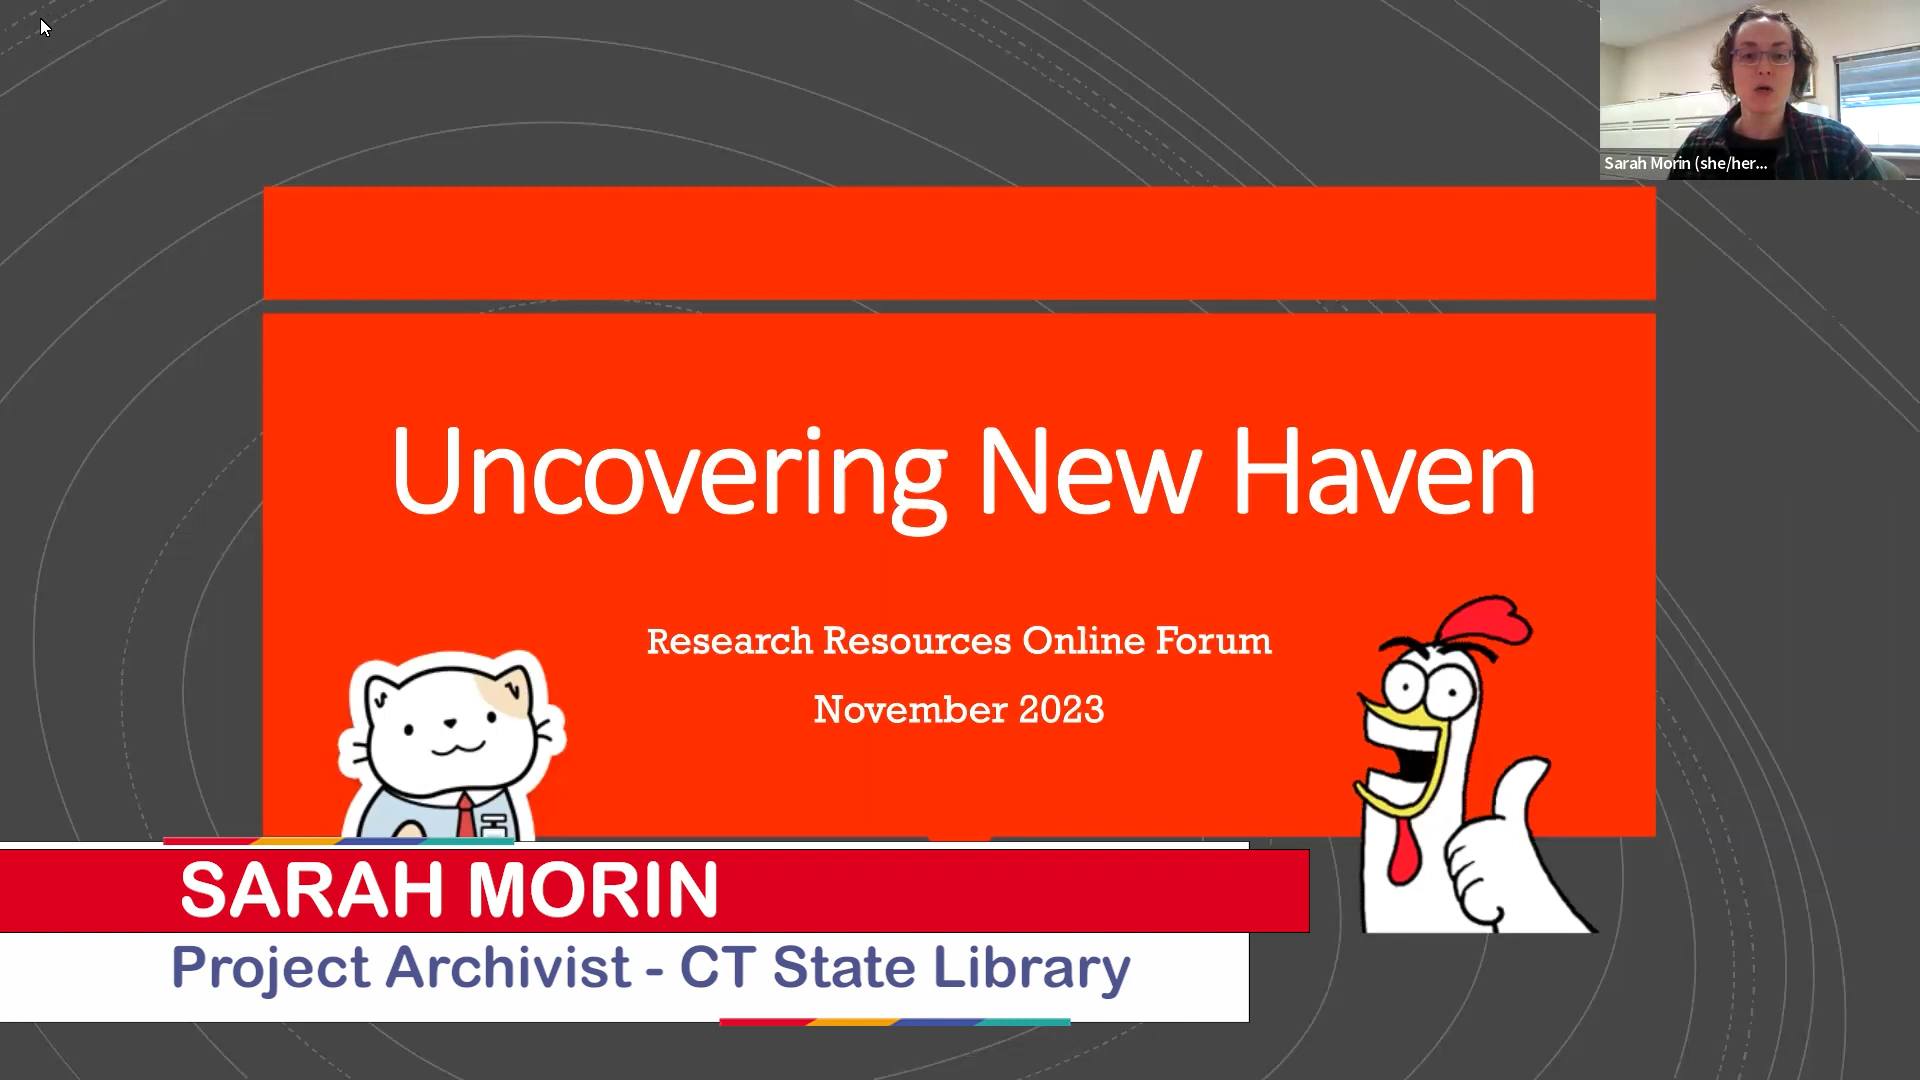 Sarah Morin (she/her...
Uncovering New Haven
Research Resources Online Forum
November 2023
SARAH MORIN
Project Archivist - CT State Library